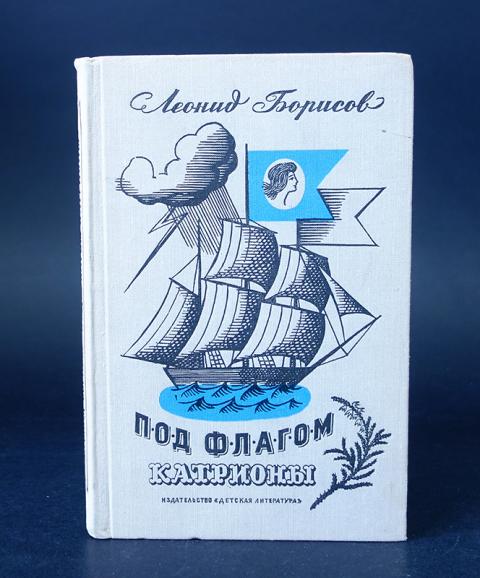 Леонид Борисов
ПОД ФЛАГОМ
КАТРИОНЫ
ИЗДАТЕЛЬСТВО «ДЕТСКАЯ ЛИТЕРАТУРА»